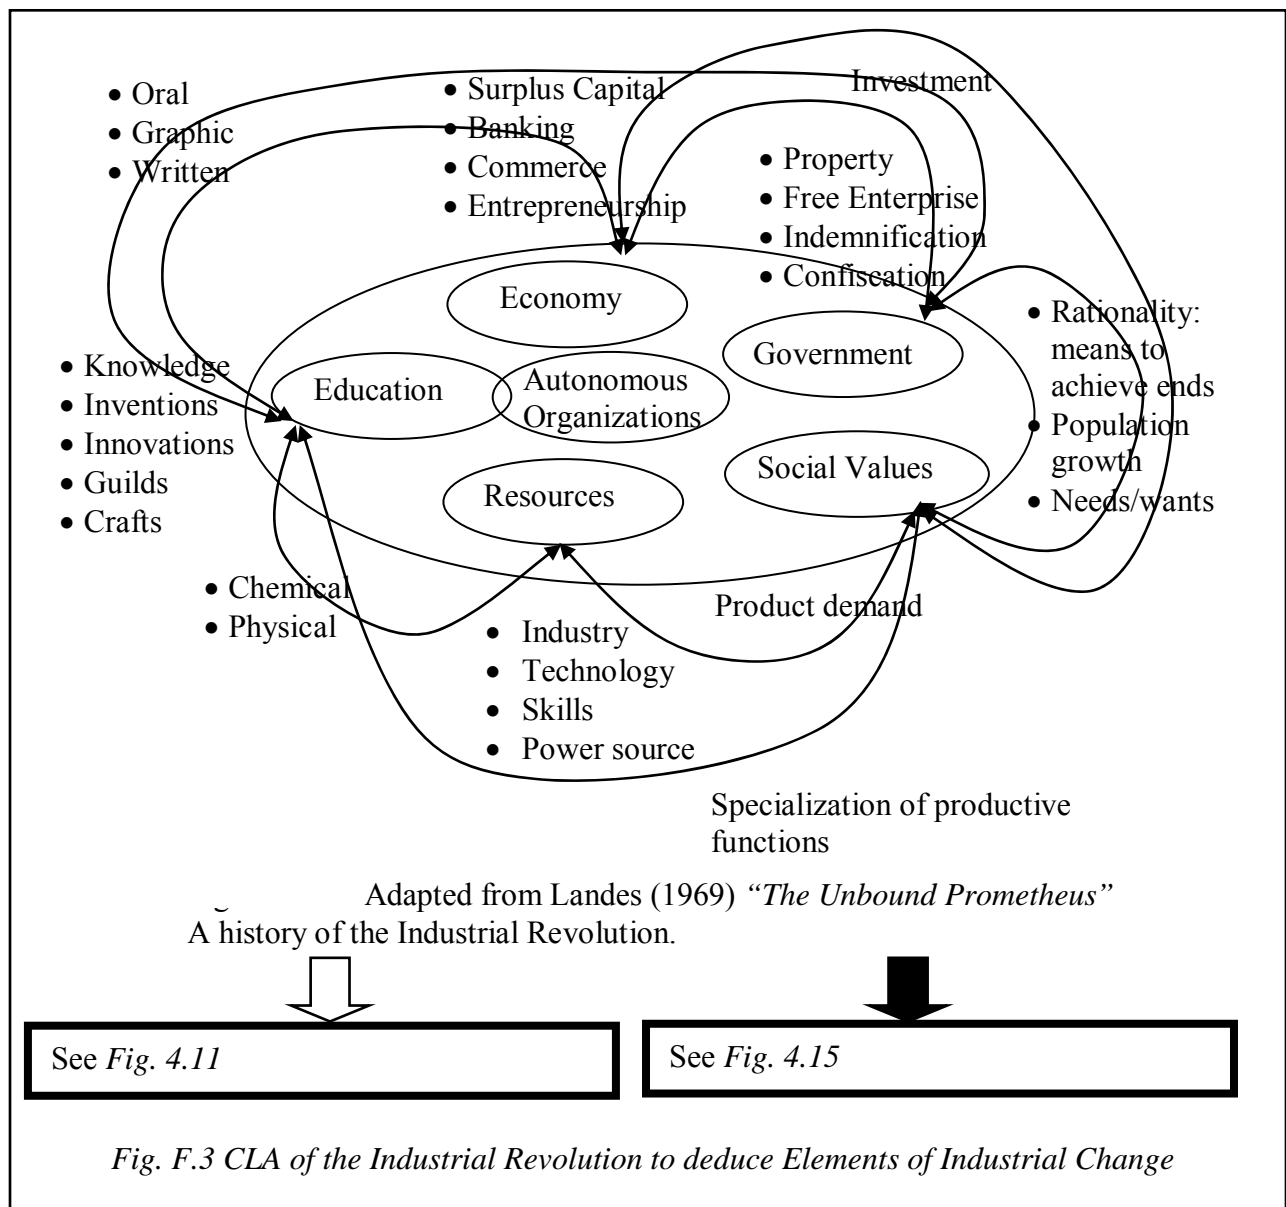 • Oral
• Graphic
• Written
• Surplus Capital
• Banking
• Commerce
• Entrepreneurship
Investment
• Property
• Free Enterprise
• Indemnification
• Confiscation
Economy
Government
Education
Autonomous
Organizations
Social Values
Resources
• Rationality:
means to
achieve ends
• Population
growth
• Needs/wants
• Knowledge
• Inventions
• Innovations
• Guilds
• Crafts
• Chemical
• Physical
Product demand
• Industry
• Technology
• Skills
• Power source
Specialization of productive
functions
Adapted from Landes (1969) “The Unbound Prometheus”
A history of the Industrial Revolution.
See Fig. 4.11
See Fig. 4.15
Fig. F.3 CLA of the Industrial Revolution to deduce Elements of Industrial Change